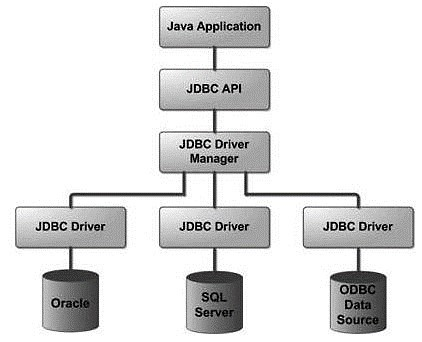 Java Application
JDBC API
JDBC Driver
Manager
JDBC Driver
JDBC Driver
JDBC Driver
Oracle
SQL
Server
ODBC
Data
Source